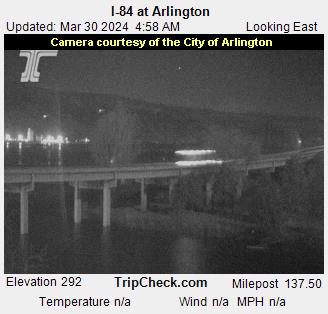 I-84 at Arlington
Updated: Mar 30 2024 4:58 AM Looking East
Camera courtesy of the City of Arlington
Elevation 292 TripCheck.com Milepost 137.50
Temperature n/a Wind n/a MPH n/a